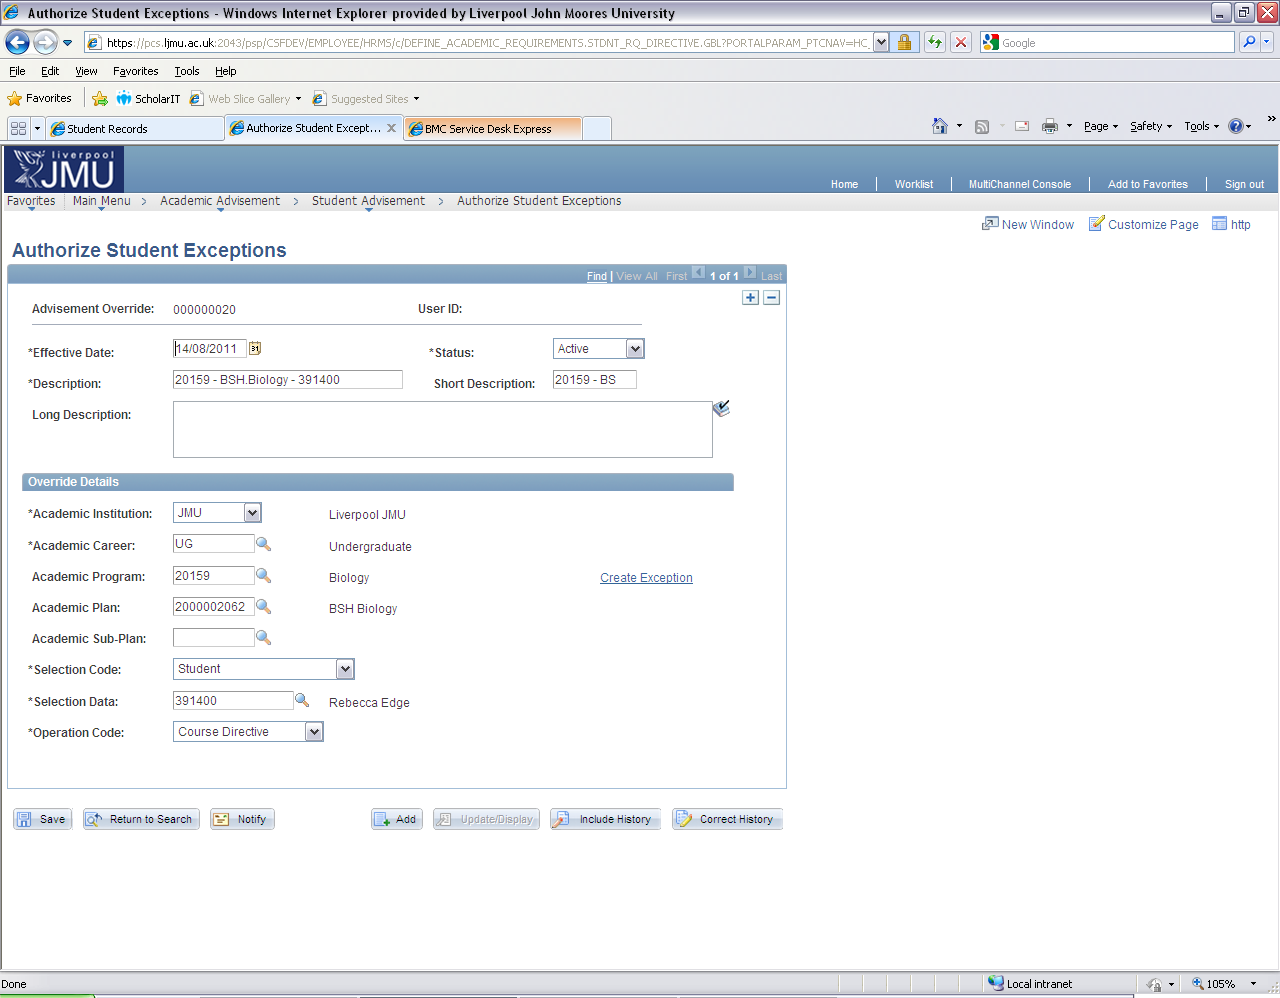 Authorize Student Exceptions - Windows Internet Explorer provided by Liverpool John Moores University
https://pcs.ljmu.ac.uk:2043/psp/CSFDEV/EMPLOYEE/HRMS/c/DEFINE_ACADEMIC_REQUIREMENTS.STDNT_RQ_DIRECTIVE.GBL?PORTALPARAM_PTCNAV=HC_ Google
File Edit View Favorites Tools Help
Favorites ScholarIT Web Slice Gallery Suggested Sites
Student Records Authorize Student Except... BMC Service Desk Express Page Safety Tools »
liverpool
JMU
Home Worklist MultiChannel Console Add to Favorites Sign out
Favorites Main Menu > Academic Advisement > Student Advisement > Authorize Student Exceptions
New Window Customize Page http
Authorize Student Exceptions
Find | View All First 1 of 1 Last
Advisement Override: 000000020 User ID:
*Effective Date: 14/08/2011 31 *Status: Active
*Description: 20159 - BSH.Biology - 391400 Short Description: 20159 - BS
Long Description:
Override Details
*Academic Institution: JMU Liverpool JMU
*Academic Career: UG Undergraduate
Academic Program: 20159 Biology Create Exception
Academic Plan: 2000002062 BSH Biology
Academic Sub-Plan:
*Selection Code: Student
*Selection Data: 391400 Rebecca Edge
*Operation Code: Course Directive
Save Return to Search Notify Add Update/Display Include History Correct History
Done Local intranet 105%